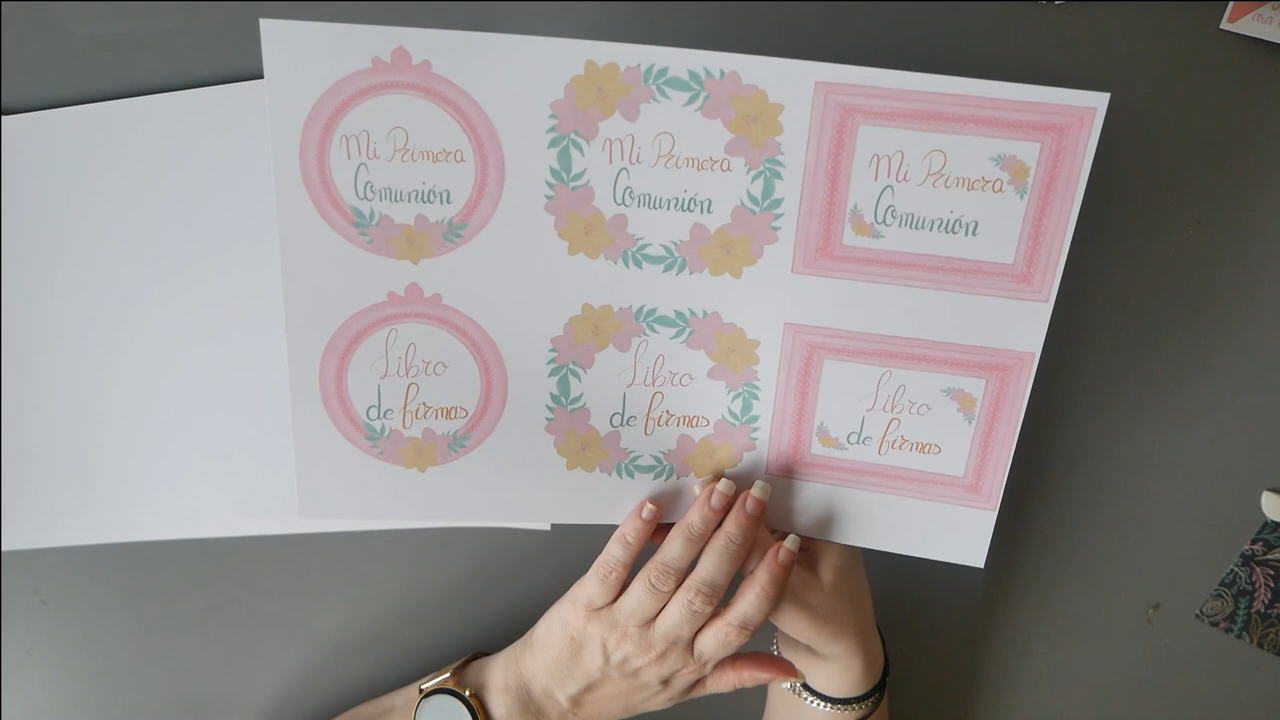 Mi Primera
Comunión
Mi Primera
Comunión
Mi Primera
Comunión
Libro
de firmas
Libro
de firmas
Libro
de firmas